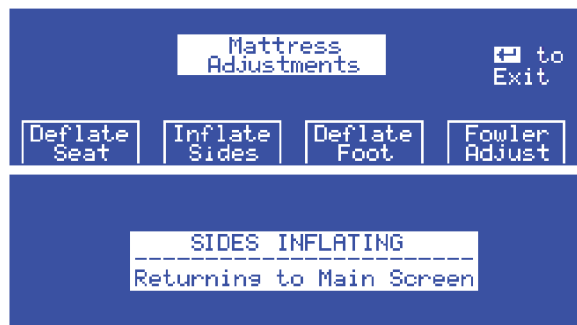 Mattress
Adjustments
↵ to
Exit
Deflate Inflate Deflate Fowler
Seat Sides Foot Adjust
SIDES INFLATING
------------------------
Returning to Main Screen